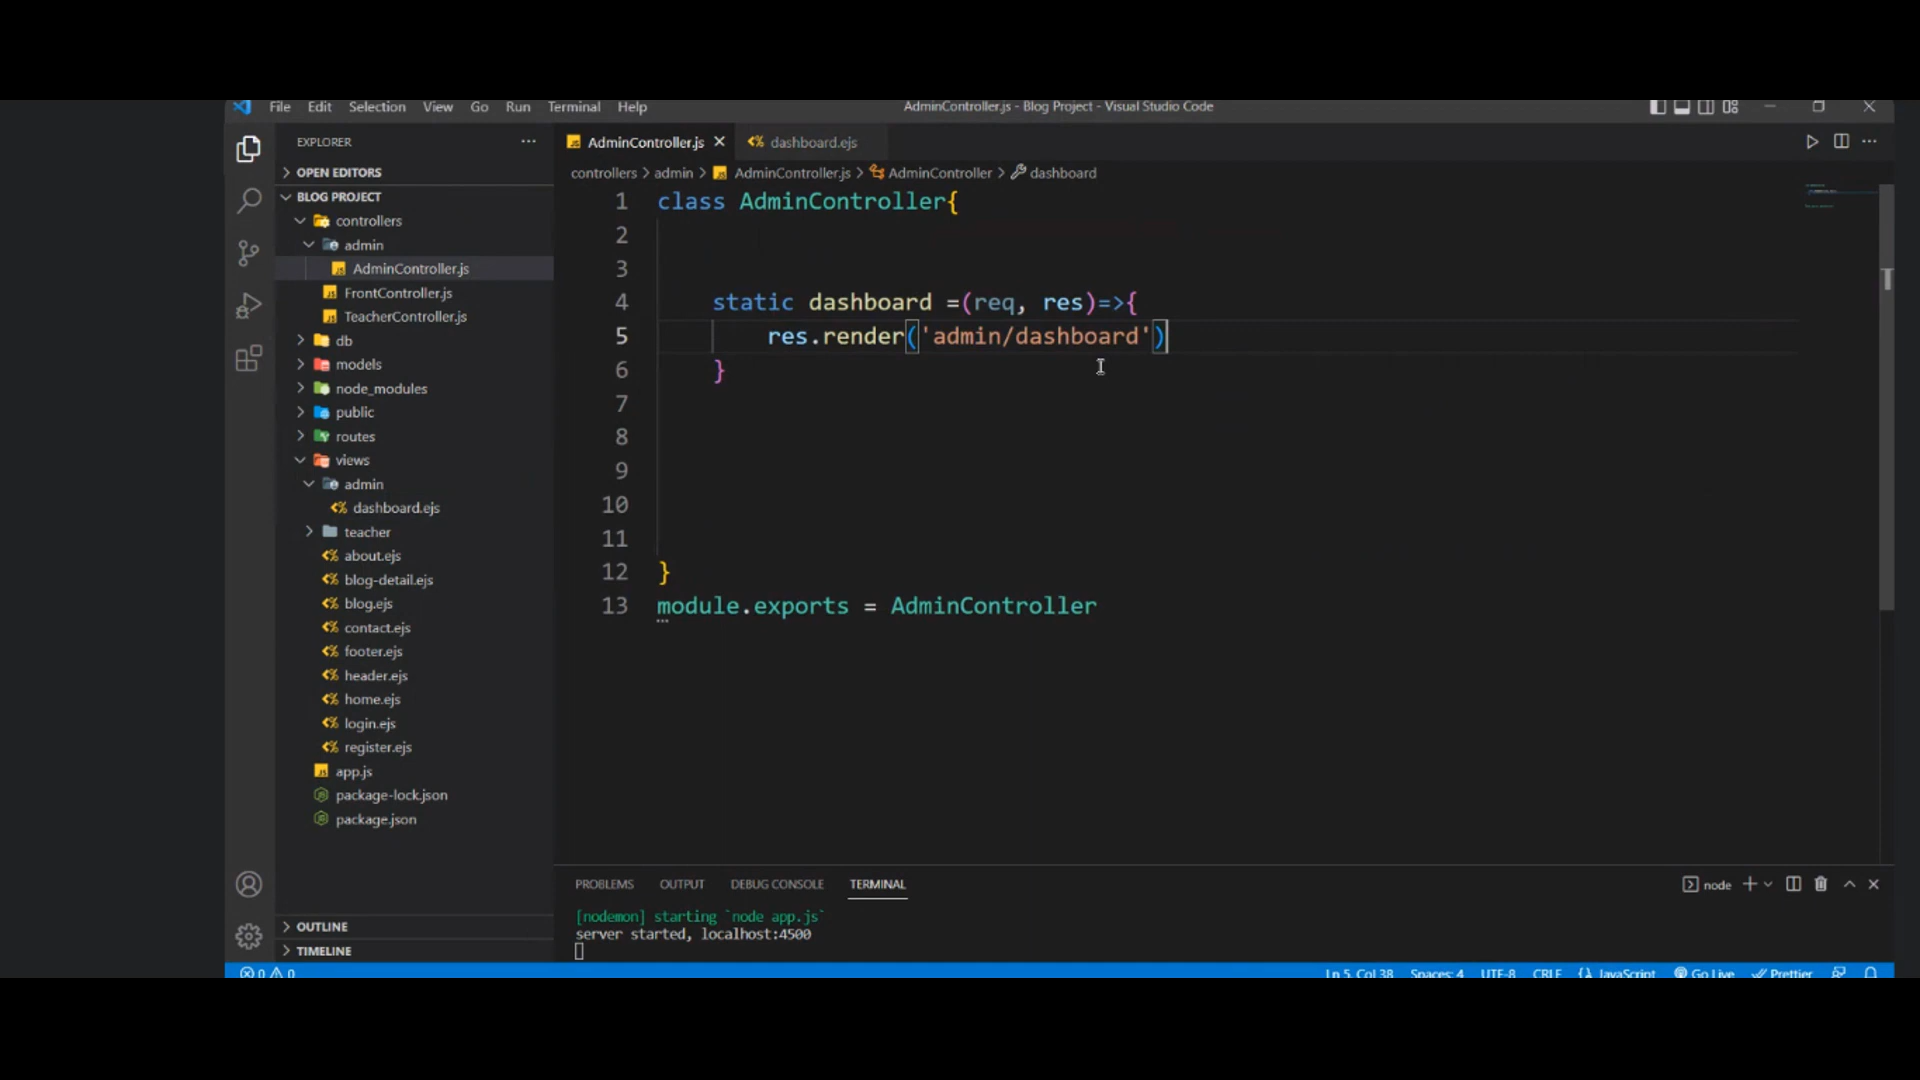 File Edit Selection View Go Run Terminal Help
AdminController.js - Blog Project - Visual Studio Code
EXPLORER
OPEN EDITORS
BLOG PROJECT
controllers
admin
AdminController.js
FrontController.js
TeacherController.js
db
models
node_modules
public
routes
views
admin
dashboard.ejs
teacher
about.ejs
blog-detail.ejs
blog.ejs
contact.ejs
footer.ejs
header.ejs
home.ejs
login.ejs
register.ejs
app.js
package-lock.json
package.json
OUTLINE
TIMELINE
AdminController.js dashboard.ejs
controllers > admin > AdminController.js > AdminController > dashboard
1 class AdminController{
2
3
4 static dashboard =(req, res)=>{
5 res.render('admin/dashboard')
6 }
7
8
9
10
11
12 }
13 module.exports = AdminController
PROBLEMS OUTPUT DEBUG CONSOLE TERMINAL
node
[nodemon] starting `node app.js`
server started, localhost:4500
0 0 Ln 5, Col 38 Spaces: 4 UTF-8 CRLF JavaScript Go Live Prettier